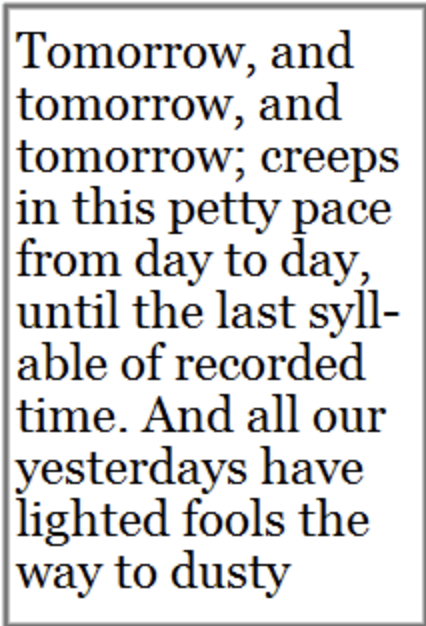 Tomorrow, and
tomorrow, and
tomorrow; creeps
in this petty pace
from day to day,
until the last syll-
able of recorded
time. And all our
yesterdays have
lighted fools the
way to dusty